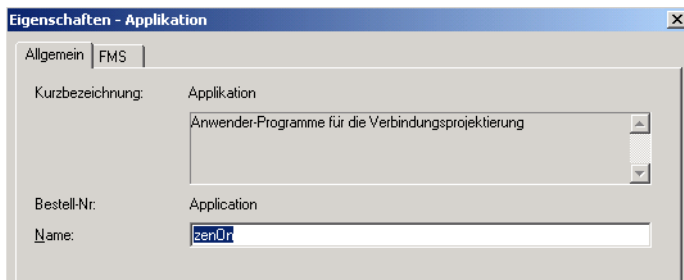 Eigenschaften - Applikation
Allgemein FMS
Kurzbezeichnung: Applikation
Anwender-Programme für die Verbindungsprojektierung
Bestell-Nr: Application
Name: zenOn